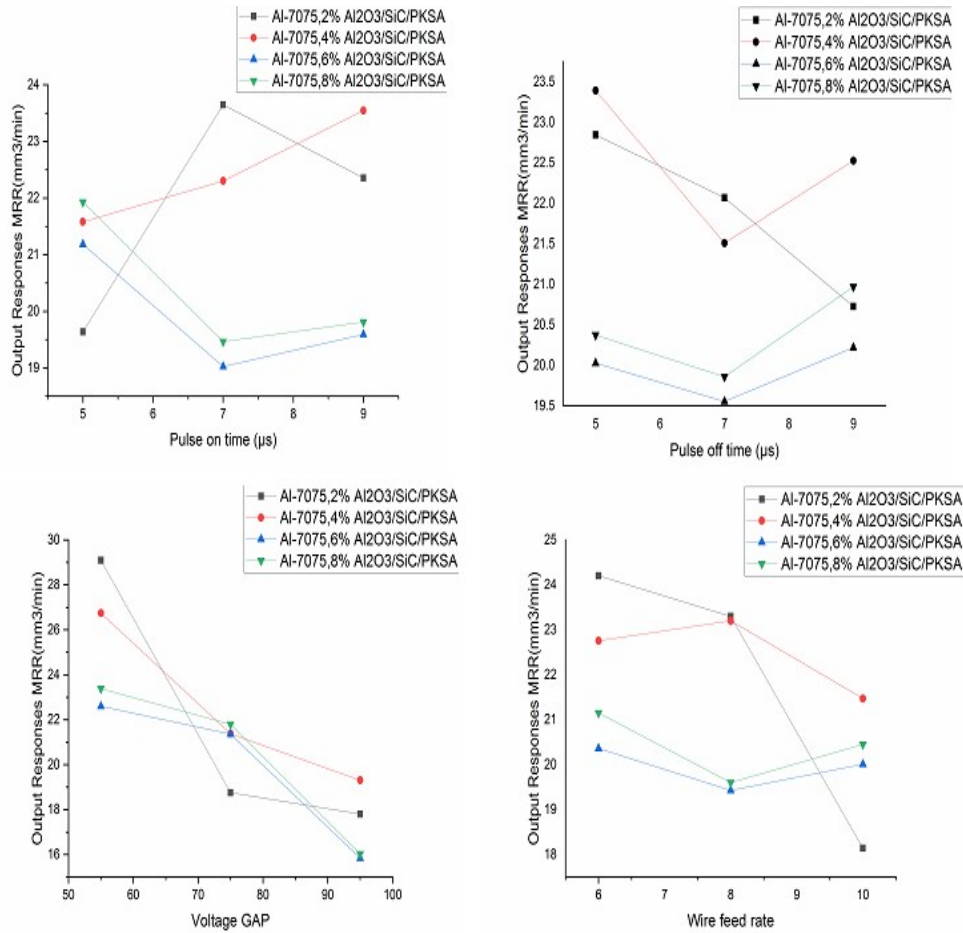 Al-7075,2% Al2O3/SiC/PKSA
Al-7075,4% Al2O3/SiC/PKSA
Al-7075,6% Al2O3/SiC/PKSA
Al-7075,8% Al2O3/SiC/PKSA
24
23
22
21
20
19
Output Responses MRR(mm3/min)
5 6 7 8 9
Pulse on time (µs)
Al-7075,2% Al2O3/SiC/PKSA
Al-7075,4% Al2O3/SiC/PKSA
Al-7075,6% Al2O3/SiC/PKSA
Al-7075,8% Al2O3/SiC/PKSA
23.5
23.0
22.5
22.0
21.5
21.0
20.5
20.0
19.5
Output Responses MRR(mm3/min)
5 6 7 8 9
Pulse off time (µs)
Al-7075,2% Al2O3/SiC/PKSA
Al-7075,4% Al2O3/SiC/PKSA
Al-7075,6% Al2O3/SiC/PKSA
Al-7075,8% Al2O3/SiC/PKSA
30
28
26
24
22
20
18
16
Output Responses MRR(mm3/min)
50 60 70 80 90 100
Voltage GAP
Al-7075,2% Al2O3/SiC/PKSA
Al-7075,4% Al2O3/SiC/PKSA
Al-7075,6% Al2O3/SiC/PKSA
Al-7075,8% Al2O3/SiC/PKSA
25
24
23
22
21
20
19
18
Output Responses MRR(mm3/min)
6 7 8 9 10
Wire feed rate